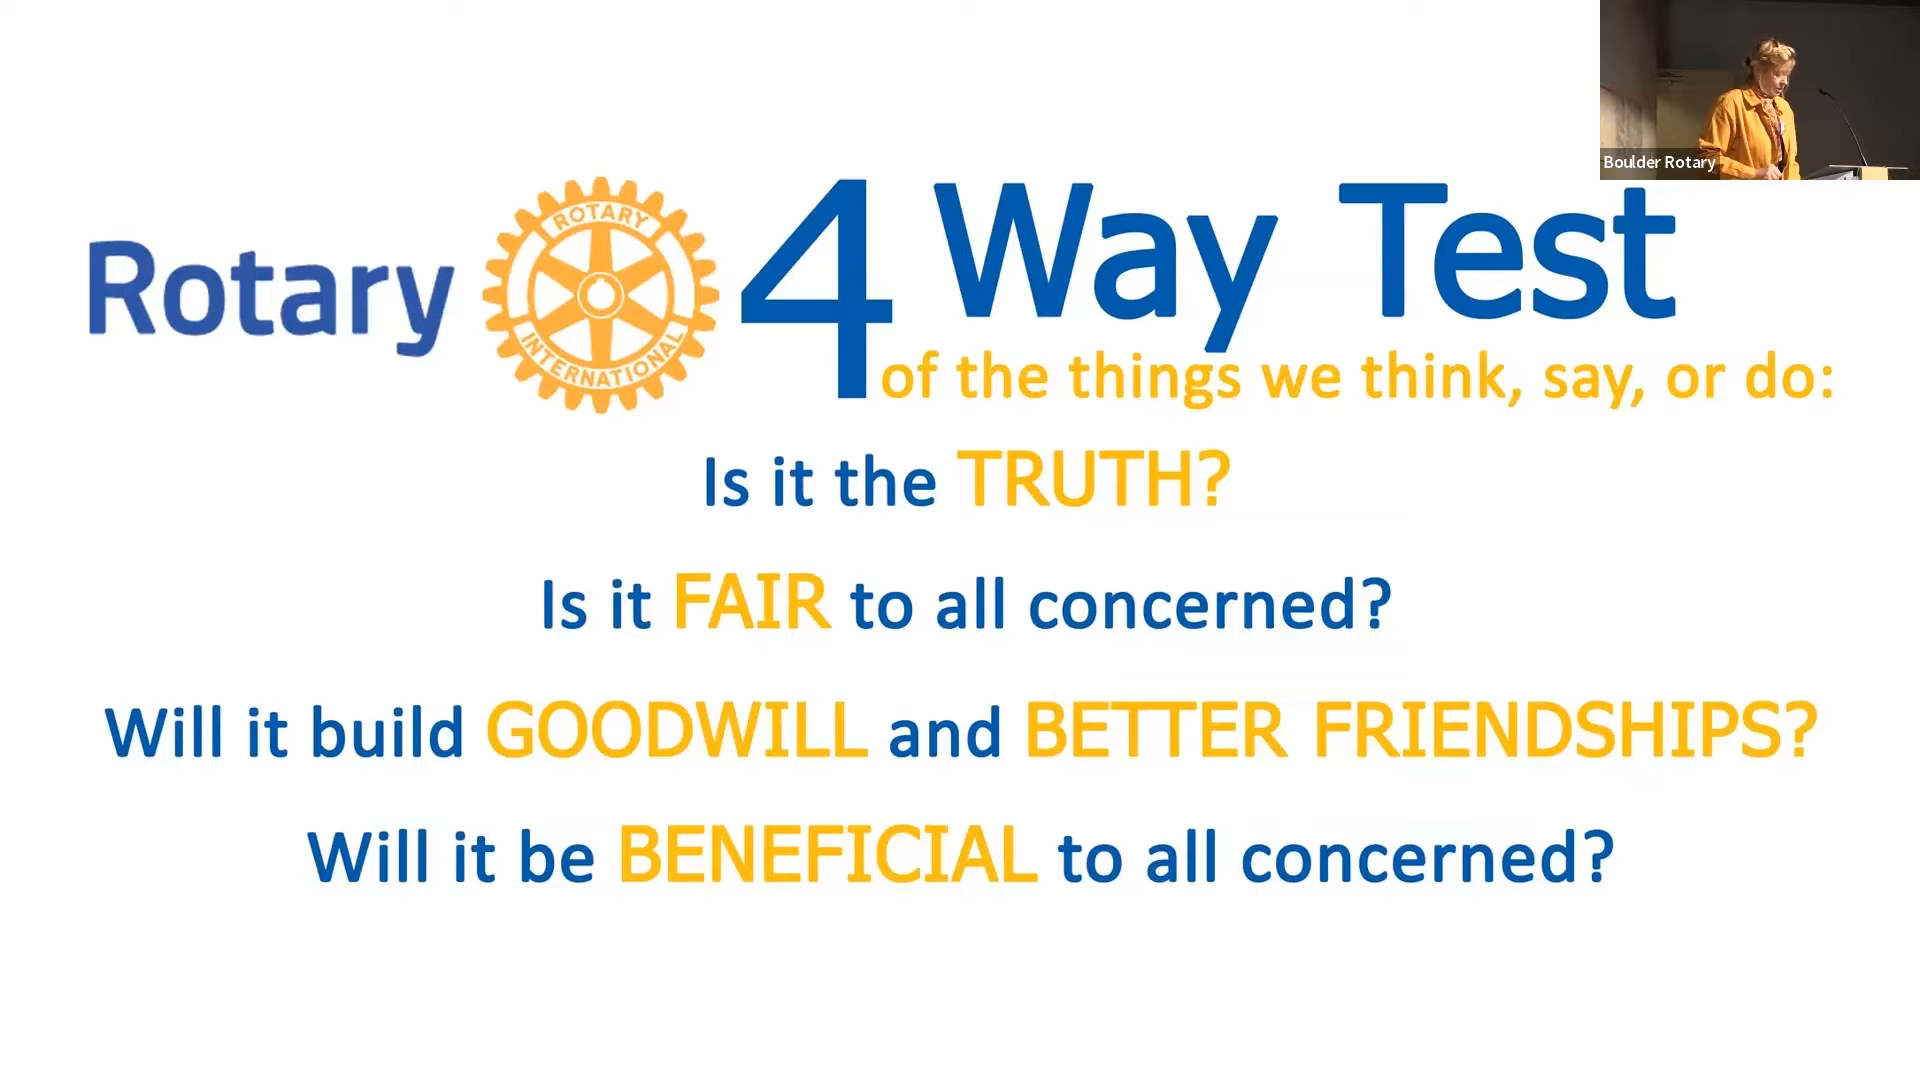 Boulder Rotary
Rotary
ROTARY
INTERNATIONAL
4 Way Test
of the things we think, say, or do:
Is it the TRUTH?
Is it FAIR to all concerned?
Will it build GOODWILL and BETTER FRIENDSHIPS?
Will it be BENEFICIAL to all concerned?